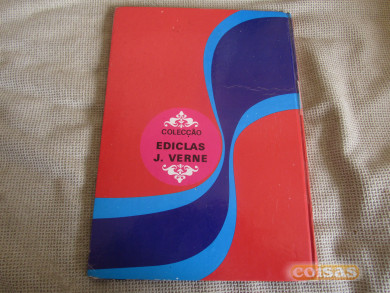 COLECÇÃO
EDICLAS
J. VERNE
coisas